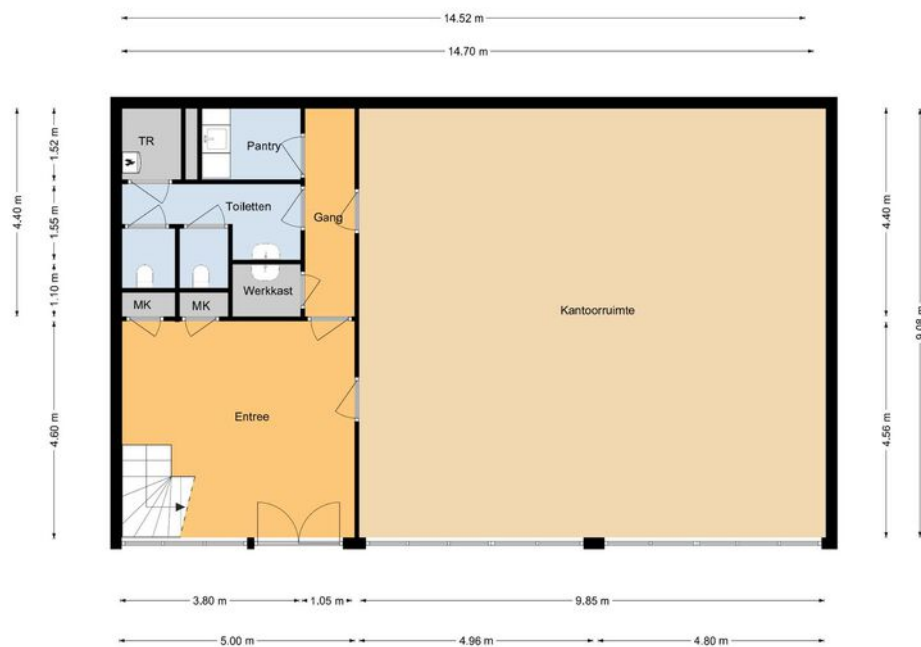 14.52 m
14.70 m
4.40 m
1.52 m
1.55 m
1.10 m
4.60 m
TR
Pantry
Toiletten
Gang
MK
MK
Werkkast
Kantoorruimte
Entree
4.40 m
4.56 m
9.08 m
3.80 m
1.05 m
9.85 m
5.00 m
4.96 m
4.80 m